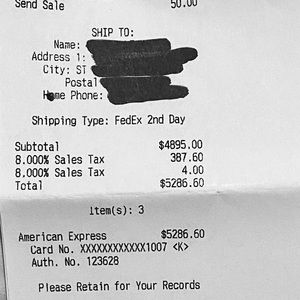 Send Sale 50.00
SHIP TO:
Name:
Address 1:
City: ST
Postal
Home Phone:
Shipping Type: FedEx 2nd Day
Subtotal $4895.00
8.000% Sales Tax 387.60
8.000% Sales Tax 4.00
Total $5286.60
Item(s): 3
American Express $5286.60
Card No. XXXXXXXXXXXX1007 <K>
Auth. No. 123628
Please Retain for Your Records